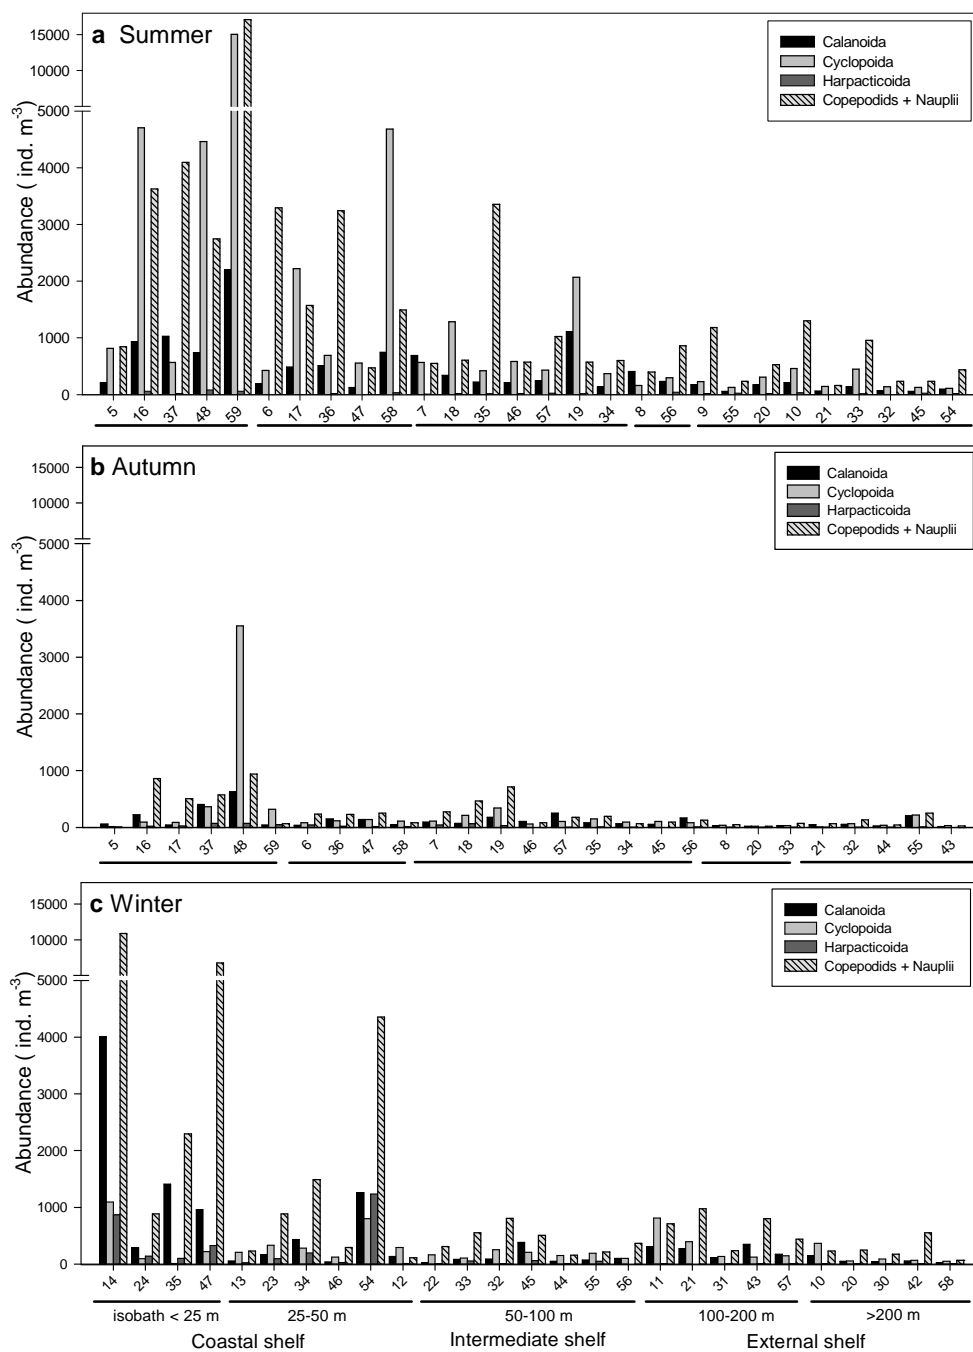 a Summer
Calanoida
Cyclopoida
Harpacticoida
Copepodids + Nauplii
Abundance ( ind. m-3)
15000
10000
5000
4000
3000
2000
1000
0
5 16 37 48 59 6 17 36 47 58 7 18 35 46 57 19 34 8 56 9 55 20 10 21 33 32 45 54
b Autumn
Calanoida
Cyclopoida
Harpacticoida
Copepodids + Nauplii
Abundance ( ind. m-3)
15000
10000
5000
4000
3000
2000
1000
0
5 16 17 37 48 59 6 36 47 58 7 18 19 46 57 35 34 45 56 8 20 33 21 32 44 55 43
c Winter
Calanoida
Cyclopoida
Harpacticoida
Copepodids + Nauplii
Abundance ( ind. m-3)
15000
10000
5000
4000
3000
2000
1000
0
14 24 35 47 13 23 34 46 54 12 22 33 32 45 44 55 56 11 21 31 43 57 10 20 30 42 58
isobath < 25 m 25-50 m 50-100 m 100-200 m >200 m
Coastal shelf Intermediate shelf External shelf